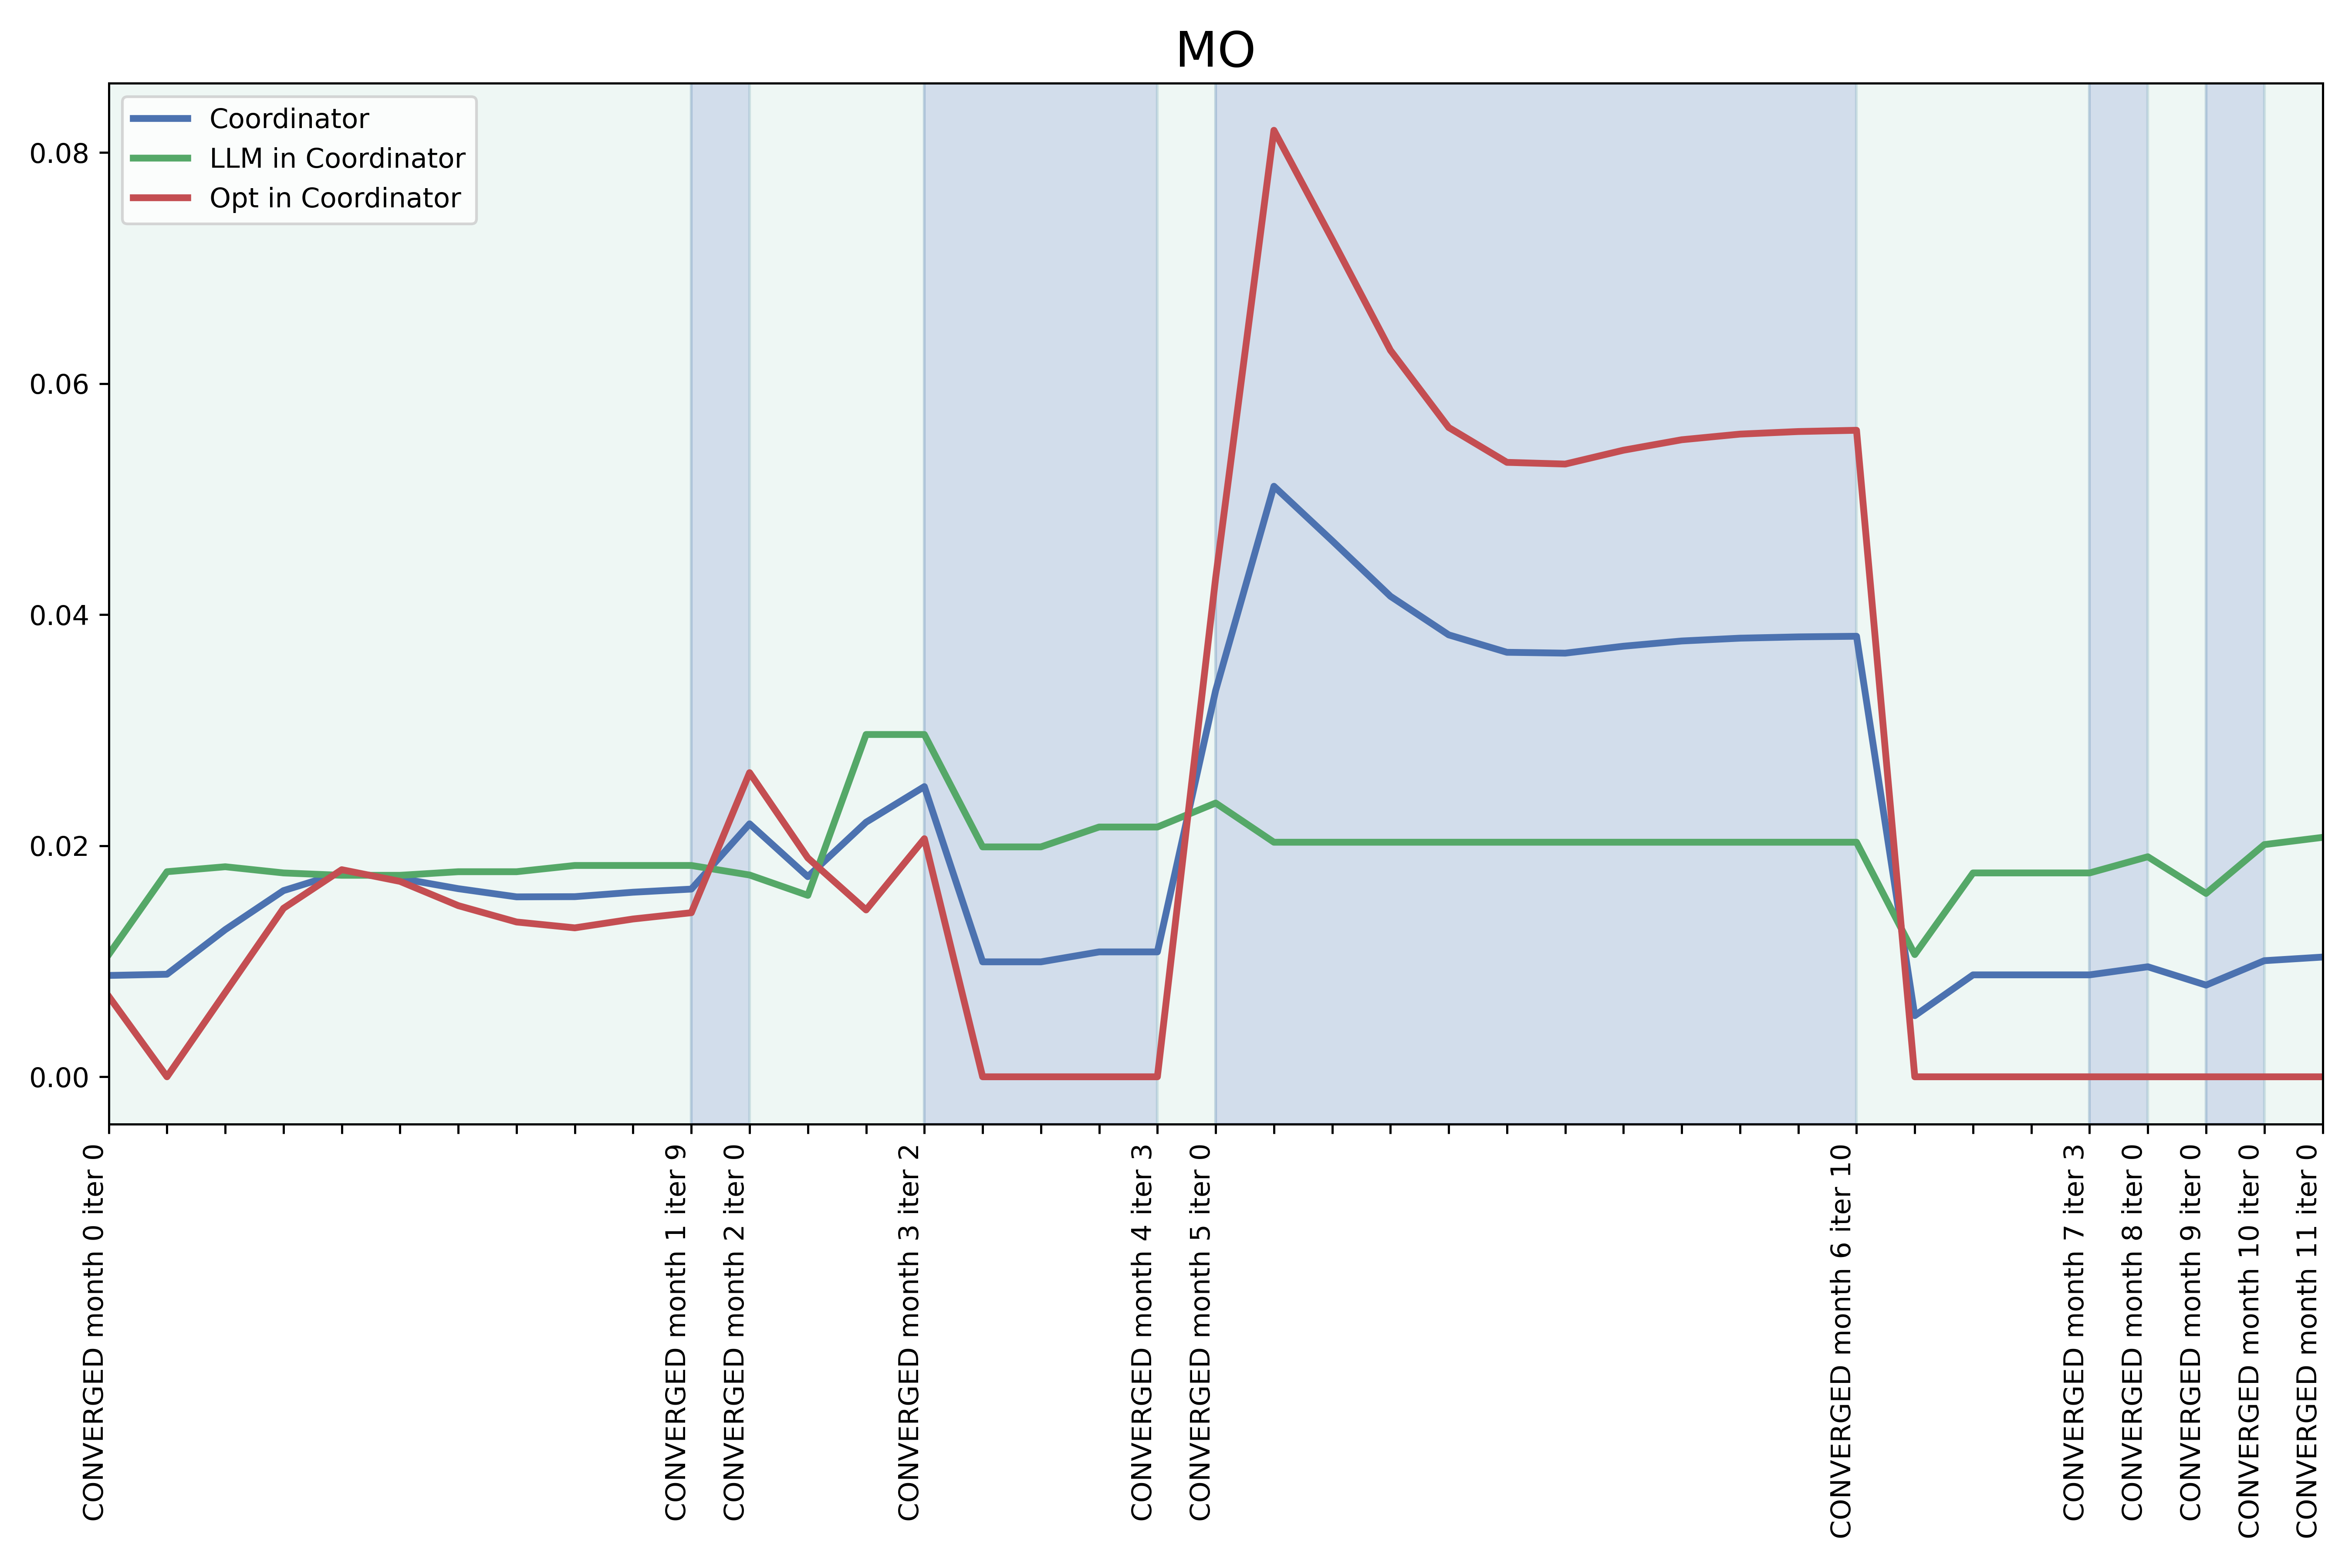 MO
Coordinator
LLM in Coordinator
Opt in Coordinator
0.08
0.06
0.04
0.02
0.00
CONVERGED month 0 iter 0
CONVERGED month 1 iter 9
CONVERGED month 2 iter 0
CONVERGED month 3 iter 2
CONVERGED month 4 iter 3
CONVERGED month 5 iter 0
CONVERGED month 6 iter 10
CONVERGED month 7 iter 3
CONVERGED month 8 iter 0
CONVERGED month 9 iter 0
CONVERGED month 10 iter 0
CONVERGED month 11 iter 0